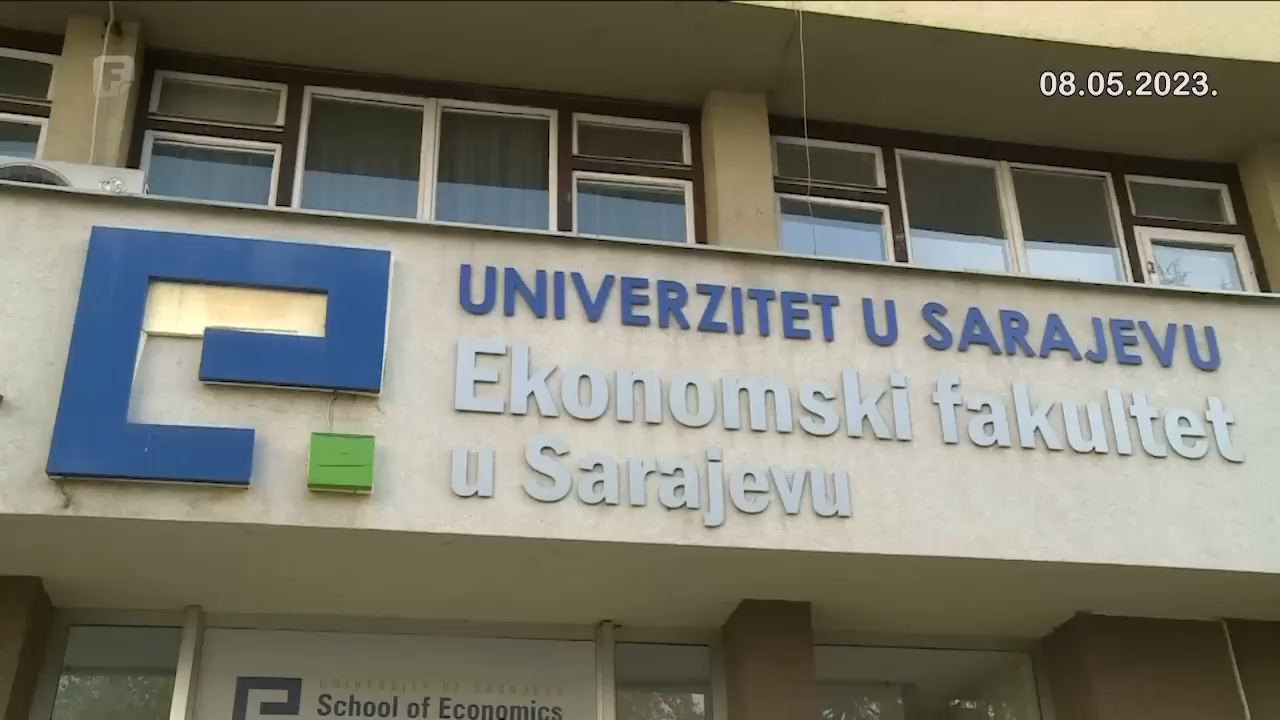 F
08.05.2023.
UNIVERZITET U SARAJEVU
Ekonomski fakultet
u Sarajevu
UNIVERSITY OF SARAJEVO
School of Economics